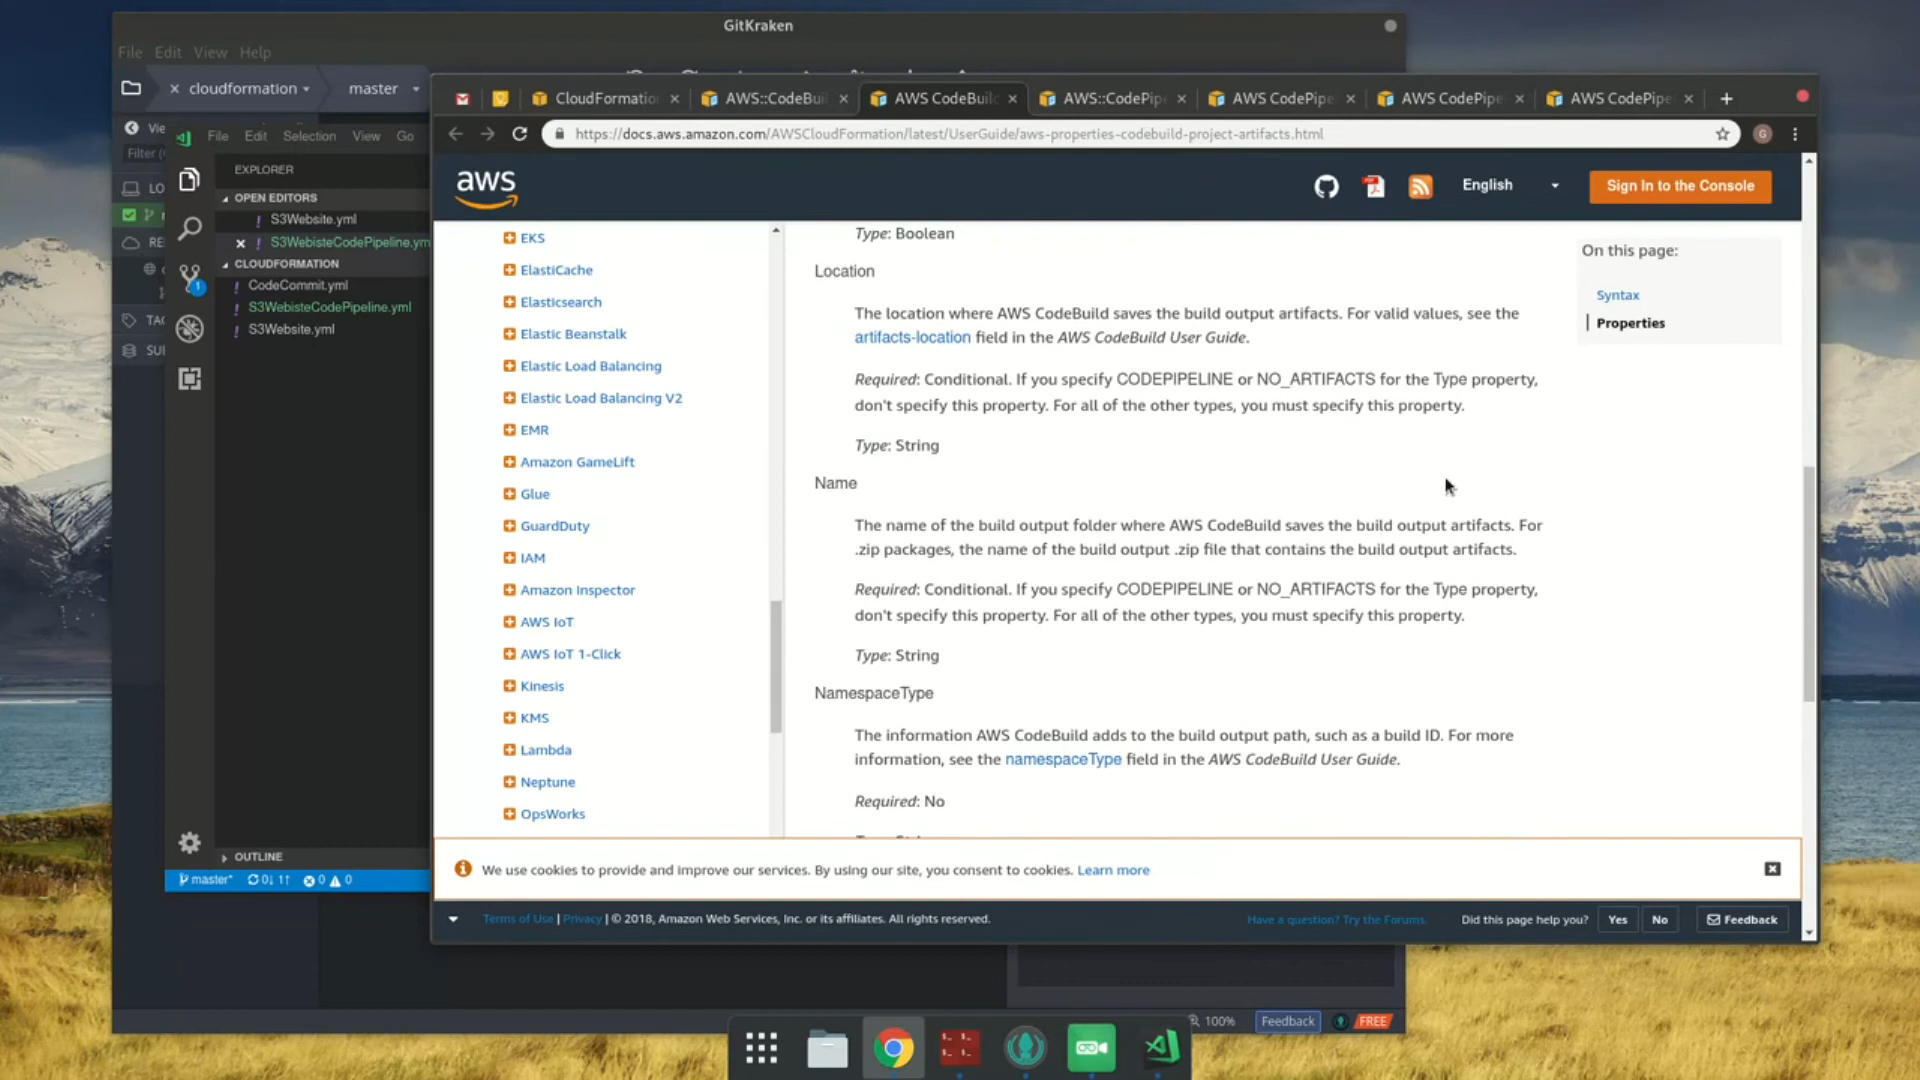 GitKraken
File Edit View Help
cloudformation
master
CloudFormation
AWS::CodeBuil
AWS CodeBuil
AWS::CodePipe
AWS CodePipe
AWS CodePipe
AWS CodePipe
https://docs.aws.amazon.com/AWSCloudFormation/latest/UserGuide/aws-properties-codebuild-project-artifacts.html
G
Vie
File Edit Selection View Go
Filter (
LO
RE
TAG
SUI
EXPLORER
OPEN EDITORS
! S3Website.yml
! S3WebisteCodePipeline.ym
CLOUDFORMATION
! CodeCommit.yml
! S3WebisteCodePipeline.yml
! S3Website.yml
1
OUTLINE
master* 0↓ 1↑ 0 0
aws
English
Sign In to the Console
EKS
ElastiCache
Elasticsearch
Elastic Beanstalk
Elastic Load Balancing
Elastic Load Balancing V2
EMR
Amazon GameLift
Glue
GuardDuty
IAM
Amazon Inspector
AWS IoT
AWS IoT 1-Click
Kinesis
KMS
Lambda
Neptune
OpsWorks
Type: Boolean
Location
The location where AWS CodeBuild saves the build output artifacts. For valid values, see the
artifacts-location field in the AWS CodeBuild User Guide.
Required: Conditional. If you specify CODEPIPELINE or NO_ARTIFACTS for the Type property,
don't specify this property. For all of the other types, you must specify this property.
Type: String
Name
The name of the build output folder where AWS CodeBuild saves the build output artifacts. For
.zip packages, the name of the build output .zip file that contains the build output artifacts.
Required: Conditional. If you specify CODEPIPELINE or NO_ARTIFACTS for the Type property,
don't specify this property. For all of the other types, you must specify this property.
Type: String
NamespaceType
The information AWS CodeBuild adds to the build output path, such as a build ID. For more
information, see the namespaceType field in the AWS CodeBuild User Guide.
Required: No
On this page:
Syntax
Properties
We use cookies to provide and improve our services. By using our site, you consent to cookies. Learn more
Terms of Use | Privacy | © 2018, Amazon Web Services, Inc. or its affiliates. All rights reserved.
Have a question? Try the Forums.
Did this page help you? Yes No Feedback
100% Feedback FREE